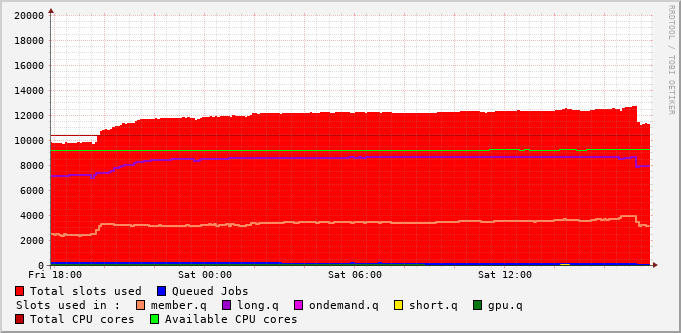 20000
18000
16000
14000
12000
10000
8000
6000
4000
2000
0
Fri 18:00 Sat 00:00 Sat 06:00 Sat 12:00
Total slots used Queued Jobs
Slots used in : member.q long.q ondemand.q short.q gpu.q
Total CPU cores Available CPU cores
RRDTOOL / TOBI OETIKER